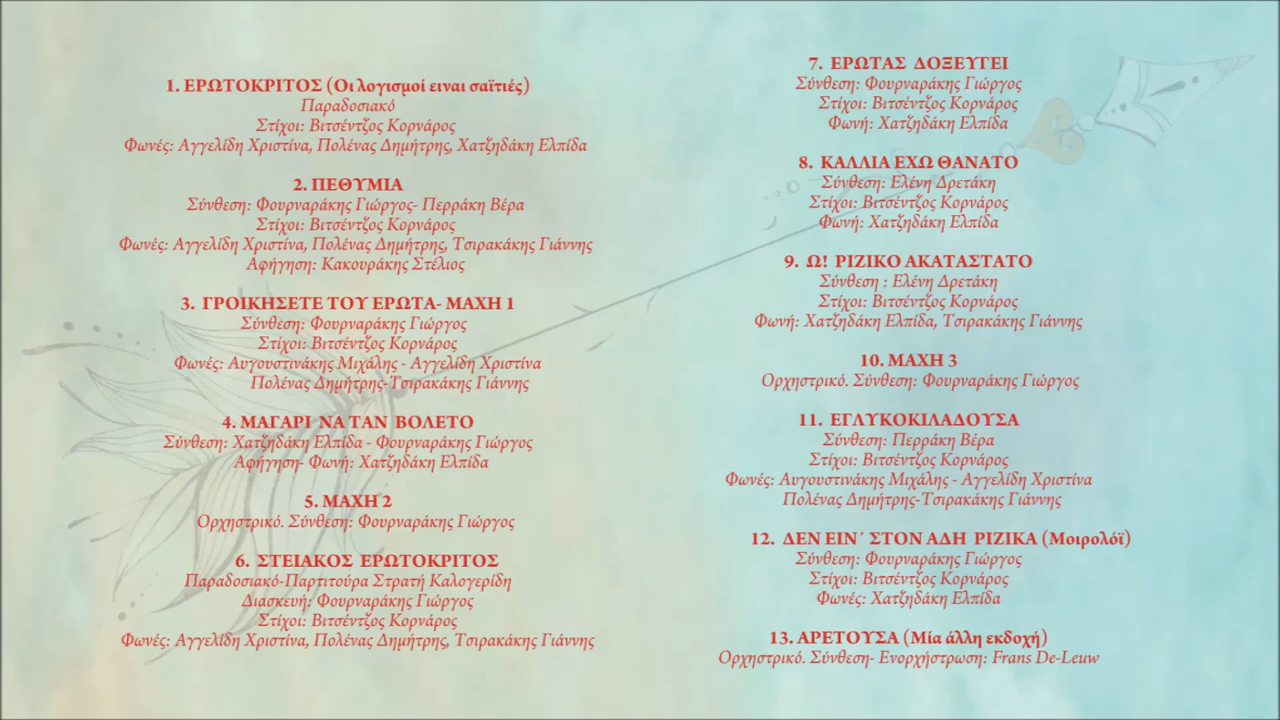 1. ΕΡΩΤΟΚΡΙΤΟΣ (Οι λογισμοί ειναι σαϊτιές)
Παραδοσιακό
Στίχοι: Βιτσέντζος Κορνάρος
Φωνές: Αγγελίδη Χριστίνα, Πολένας Δημήτρης, Χατζηδάκη Ελπίδα
2. ΠΕΘΥΜΙΑ
Σύνθεση: Φουρναράκης Γιώργος- Περράκη Βέρα
Στίχοι: Βιτσέντζος Κορνάρος
Φωνές: Αγγελίδη Χριστίνα, Πολένας Δημήτρης, Τσιρακάκης Γιάννης
Αφήγηση: Κακουράκης Στέλιος
3. ΓΡΟΙΚΗΣΕΤΕ ΤΟΥ ΕΡΩΤΑ- ΜΑΧΗ 1
Σύνθεση: Φουρναράκης Γιώργος
Στίχοι: Βιτσέντζος Κορνάρος
Φωνές: Αυγουστινάκης Μιχάλης - Αγγελίδη Χριστίνα
Πολένας Δημήτρης-Τσιρακάκης Γιάννης
4. ΜΑΓΑΡΙ ΝΑ ΤΑΝ ΒΟΛΕΤΟ
Σύνθεση: Χατζηδάκη Ελπίδα - Φουρναράκης Γιώργος
Αφήγηση- Φωνή: Χατζηδάκη Ελπίδα
5. ΜΑΧΗ 2
Ορχηστρικό. Σύνθεση: Φουρναράκης Γιώργος
6. ΣΤΕΙΑΚΟΣ ΕΡΩΤΟΚΡΙΤΟΣ
Παραδοσιακό-Παρτιτούρα Στρατή Καλογερίδη
Διασκευή: Φουρναράκης Γιώργος
Στίχοι: Βιτσέντζος Κορνάρος
Φωνές: Αγγελίδη Χριστίνα, Πολένας Δημήτρης, Τσιρακάκης Γιάννης
7. ΕΡΩΤΑΣ ΔΟΞΕΥΤΕΙ
Σύνθεση: Φουρναράκης Γιώργος
Στίχοι: Βιτσέντζος Κορνάρος
Φωνή: Χατζηδάκη Ελπίδα
8. ΚΑΛΛΙΑ ΕΧΩ ΘΑΝΑΤΟ
Σύνθεση: Ελένη Δρετάκη
Στίχοι: Βιτσέντζος Κορνάρος
Φωνή: Χατζηδάκη Ελπίδα
9. Ω! ΡΙΖΙΚΟ ΑΚΑΤΑΣΤΑΤΟ
Σύνθεση : Ελένη Δρετάκη
Στίχοι: Βιτσέντζος Κορνάρος
Φωνή: Χατζηδάκη Ελπίδα, Τσιρακάκης Γιάννης
10. ΜΑΧΗ 3
Ορχηστρικό. Σύνθεση: Φουρναράκης Γιώργος
11. ΕΓΛΥΚΟΚΙΛΑΔΟΥΣΑ
Σύνθεση: Περράκη Βέρα
Στίχοι: Βιτσέντζος Κορνάρος
Φωνές: Αυγουστινάκης Μιχάλης - Αγγελίδη Χριστίνα
Πολένας Δημήτρης-Τσιρακάκης Γιάννης
12. ΔΕΝ ΕΙΝ΄ ΣΤΟΝ ΑΔΗ ΡΙΖΙΚΑ (Μοιρολόϊ)
Σύνθεση: Φουρναράκης Γιώργος
Στίχοι: Βιτσέντζος Κορνάρος
Φωνές: Χατζηδάκη Ελπίδα
13. ΑΡΕΤΟΥΣΑ (Μία άλλη εκδοχή)
Ορχηστρικό. Σύνθεση- Ενορχήστρωση: Frans De-Leuw